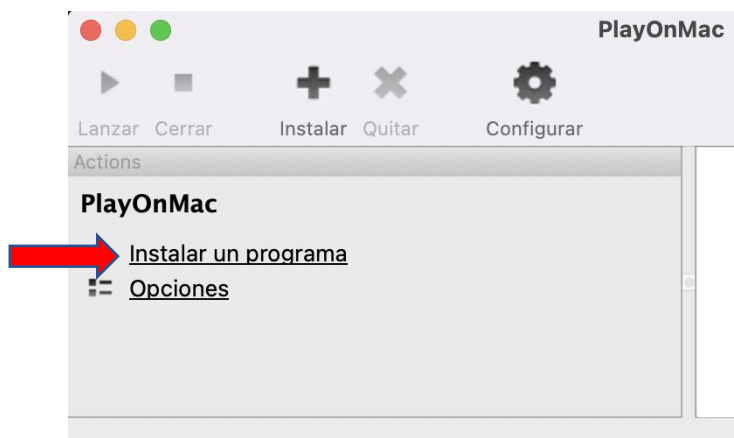 PlayOnMac
Lanzar Cerrar Instalar Quitar Configurar
Actions
PlayOnMac
Instalar un programa
Opciones